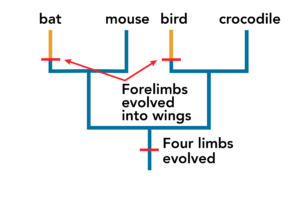 bat mouse bird crocodile
Forelimbs
evolved
into wings
Four limbs
evolved